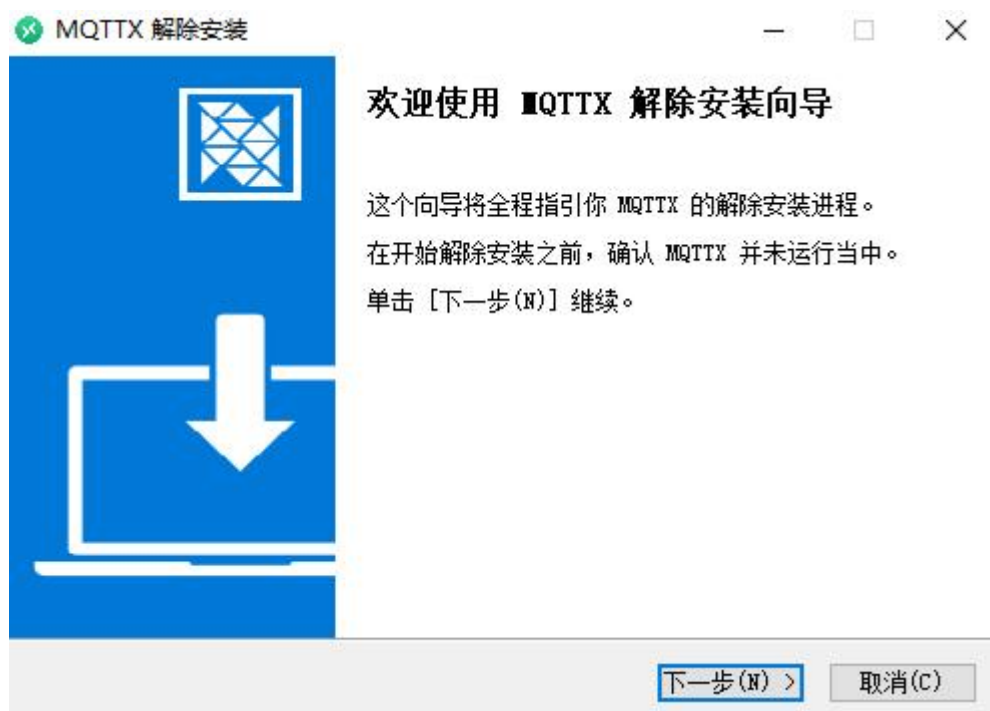 MQTTX 解除安装
欢迎使用 MQTTX 解除安装向导
这个向导将全程指引你 MQTTX 的解除安装进程。
在开始解除安装之前，确认 MQTTX 并未运行当中。
单击 [下一步(N)] 继续。
下一步(N) >
取消(C)